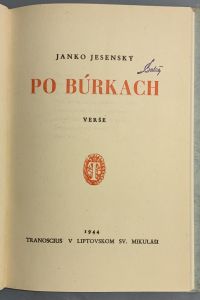 JANKO JESENSKÝ
PO BÚRKACH
VERŠE
1944
TRANOSCIUS V LIPTOVSKOM SV. MIKULÁŠI